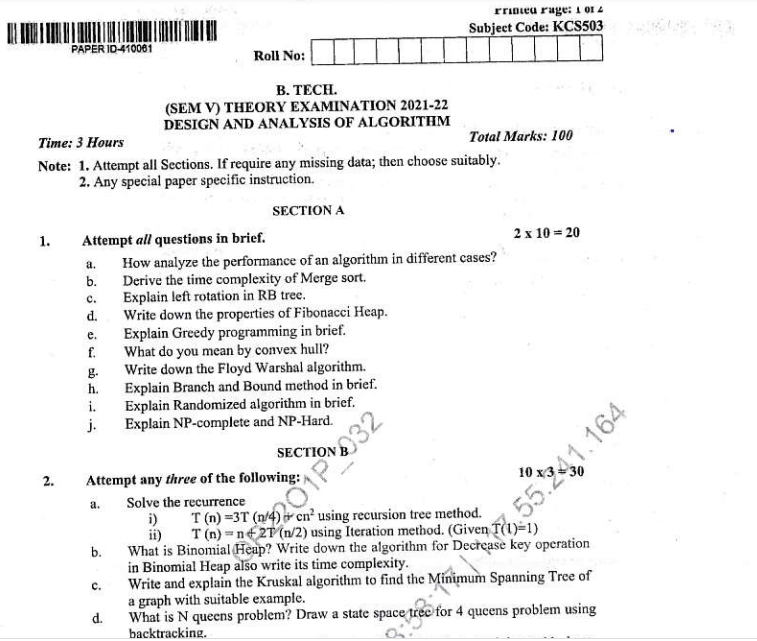 Printed Page: 1 of 2
Subject Code: KCS503
PAPER ID-410061
Roll No:
B. TECH.
(SEM V) THEORY EXAMINATION 2021-22
DESIGN AND ANALYSIS OF ALGORITHM
Time: 3 Hours Total Marks: 100
Note: 1. Attempt all Sections. If require any missing data; then choose suitably.
2. Any special paper specific instruction.
SECTION A
1. Attempt all questions in brief. 2 x 10 = 20
a. How analyze the performance of an algorithm in different cases?
b. Derive the time complexity of Merge sort.
c. Explain left rotation in RB tree.
d. Write down the properties of Fibonacci Heap.
e. Explain Greedy programming in brief.
f. What do you mean by convex hull?
g. Write down the Floyd Warshal algorithm.
h. Explain Branch and Bound method in brief.
i. Explain Randomized algorithm in brief.
j. Explain NP-complete and NP-Hard.
SECTION B
2. Attempt any three of the following: 10 x 3 = 30
a. Solve the recurrence
i) T (n) =3T (n/4) + cn² using recursion tree method.
ii) T (n) = n + 2T (n/2) using Iteration method. (Given T(1)=1)
b. What is Binomial Heap? Write down the algorithm for Decrease key operation
in Binomial Heap also write its time complexity.
c. Write and explain the Kruskal algorithm to find the Minimum Spanning Tree of
a graph with suitable example.
d. What is N queens problem? Draw a state space tree for 4 queens problem using
backtracking.